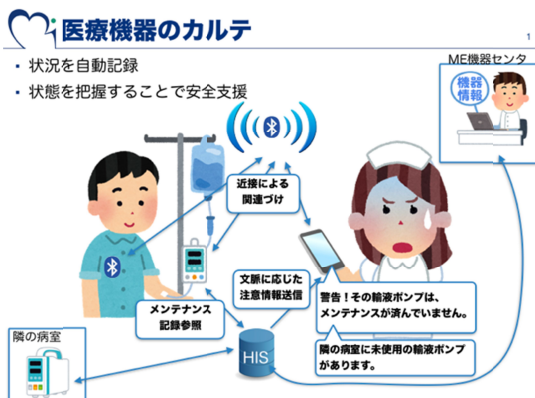 医療機器のカルテ
1
・ 状況を自動記録
・ 状態を把握することで安全支援
ME機器センタ
機器
情報
近接による
関連づけ
文脈に応じた
注意情報送信
メンテナンス
記録参照
警告！その輸液ポンプは、
メンテナンスが済んでいません。
隣の病室に未使用の輸液ポンプ
があります。
隣の病室
HIS